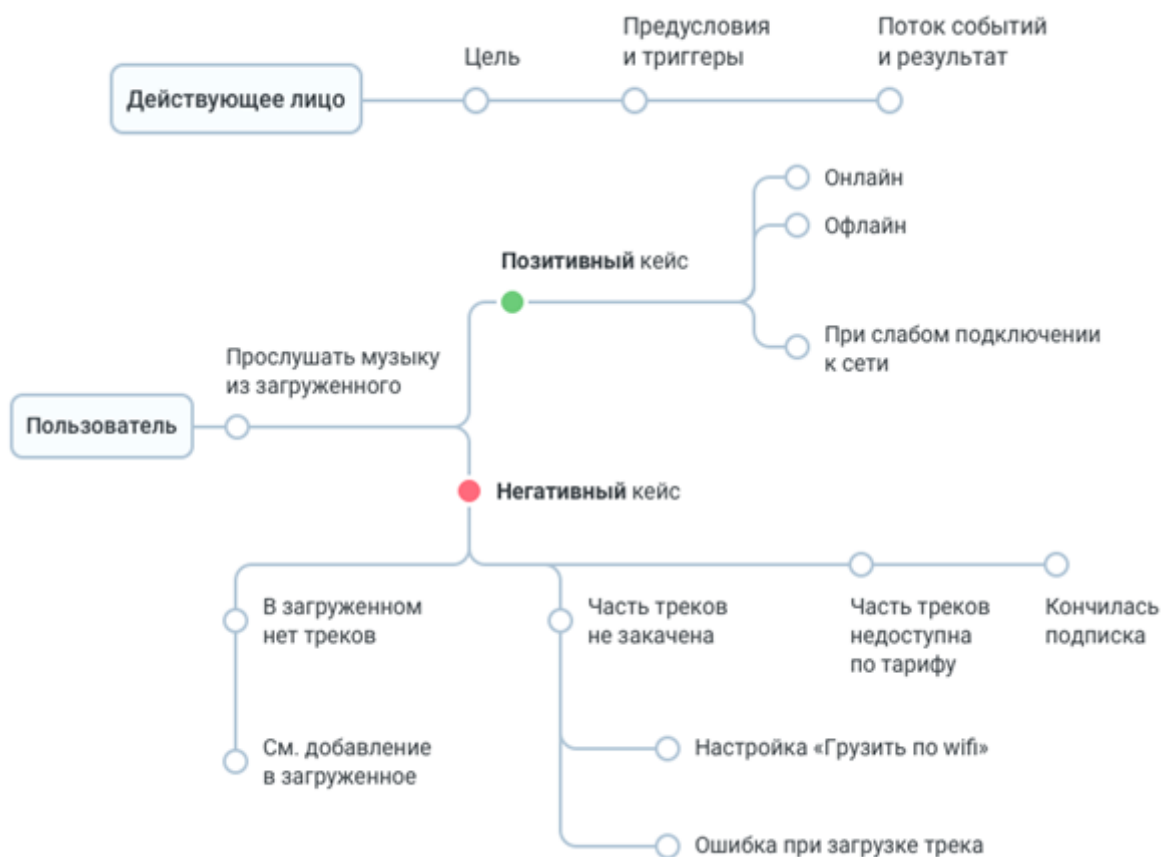 Предусловия
и триггеры
Поток событий
и результат
Цель
Действующее лицо
Онлайн
Офлайн
Позитивный кейс
При слабом подключении
к сети
Прослушать музыку
из загруженного
Пользователь
Негативный кейс
В загруженном
нет треков
Часть треков
не закачена
Часть треков
недоступна
по тарифу
Кончилась
подписка
См. добавление
в загруженное
Настройка «Грузить по wifi»
Ошибка при загрузке трека